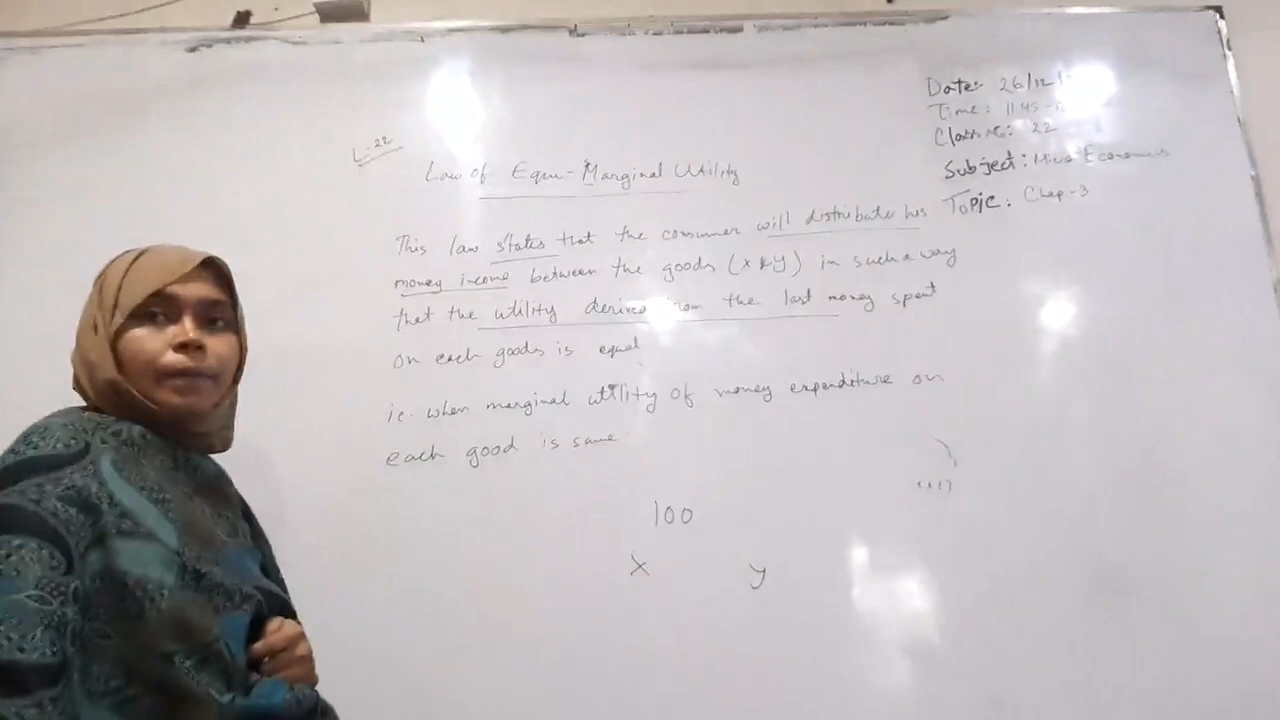 L-22
Date: 26/12/
Time: 11 45 -
Class no: 22
Subject: Micro Economics
Topic: Chap-3
Law of Equi-Marginal Utility
This law states that the consumer will distribute his
money income between the goods (x & y) in such a way
that the utility derived from the last money spent
on each goods is equal
ie. when marginal utility of money expenditure on
each good is same
100
x y